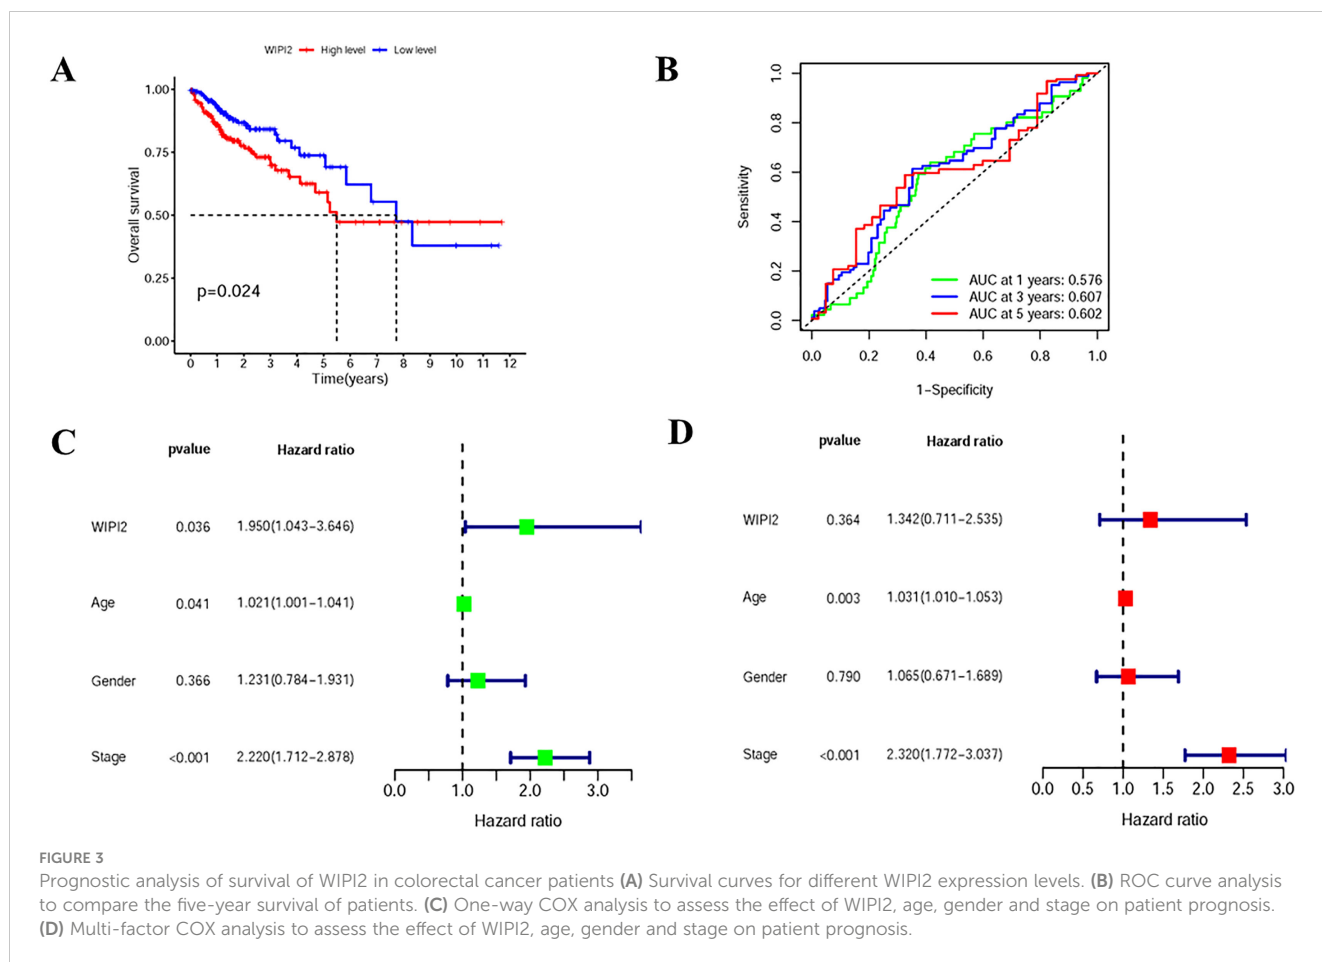 A
WIPI2 High level Low level
Overall survival
1.00
0.75
0.50
0.25
0.00
p=0.024
0 1 2 3 4 5 6 7 8 9 10 11 12
Time(years)
B
Sensitivity
1.0
0.8
0.6
0.4
0.2
0.0
AUC at 1 years: 0.576
AUC at 3 years: 0.607
AUC at 5 years: 0.602
0.0 0.2 0.4 0.6 0.8 1.0
1−Specificity
C
pvalue Hazard ratio
WIPI2 0.036 1.950(1.043−3.646)
Age 0.041 1.021(1.001−1.041)
Gender 0.366 1.231(0.784−1.931)
Stage <0.001 2.220(1.712−2.878)
0.0 1.0 2.0 3.0
Hazard ratio
D
pvalue Hazard ratio
WIPI2 0.364 1.342(0.711−2.535)
Age 0.003 1.031(1.010−1.053)
Gender 0.790 1.065(0.671−1.689)
Stage <0.001 2.320(1.772−3.037)
0.0 0.5 1.0 1.5 2.0 2.5 3.0
Hazard ratio
FIGURE 3
Prognostic analysis of survival of WIPI2 in colorectal cancer patients (A) Survival curves for different WIPI2 expression levels. (B) ROC curve analysis
to compare the five-year survival of patients. (C) One-way COX analysis to assess the effect of WIPI2, age, gender and stage on patient prognosis.
(D) Multi-factor COX analysis to assess the effect of WIPI2, age, gender and stage on patient prognosis.